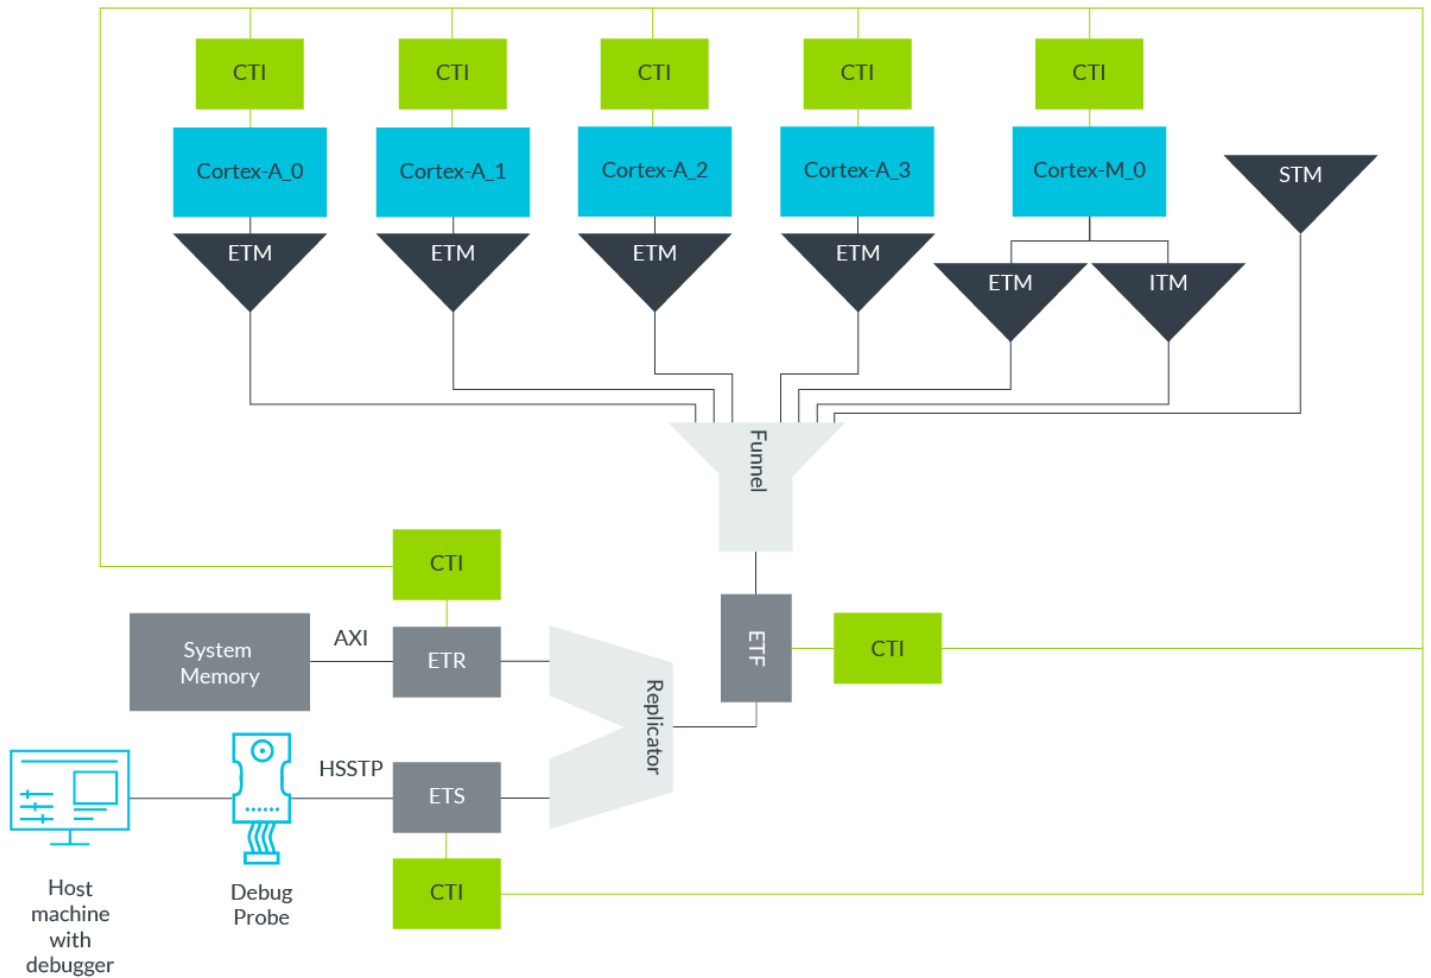 CTI
CTI
CTI
CTI
CTI
Cortex-A_0
Cortex-A_1
Cortex-A_2
Cortex-A_3
Cortex-M_0
STM
ETM
ETM
ETM
ETM
ETM
ITM
Funnel
CTI
System
Memory
AXI
ETR
Replicator
ETF
CTI
HSSTP
ETS
CTI
Host
machine
with
debugger
Debug
Probe